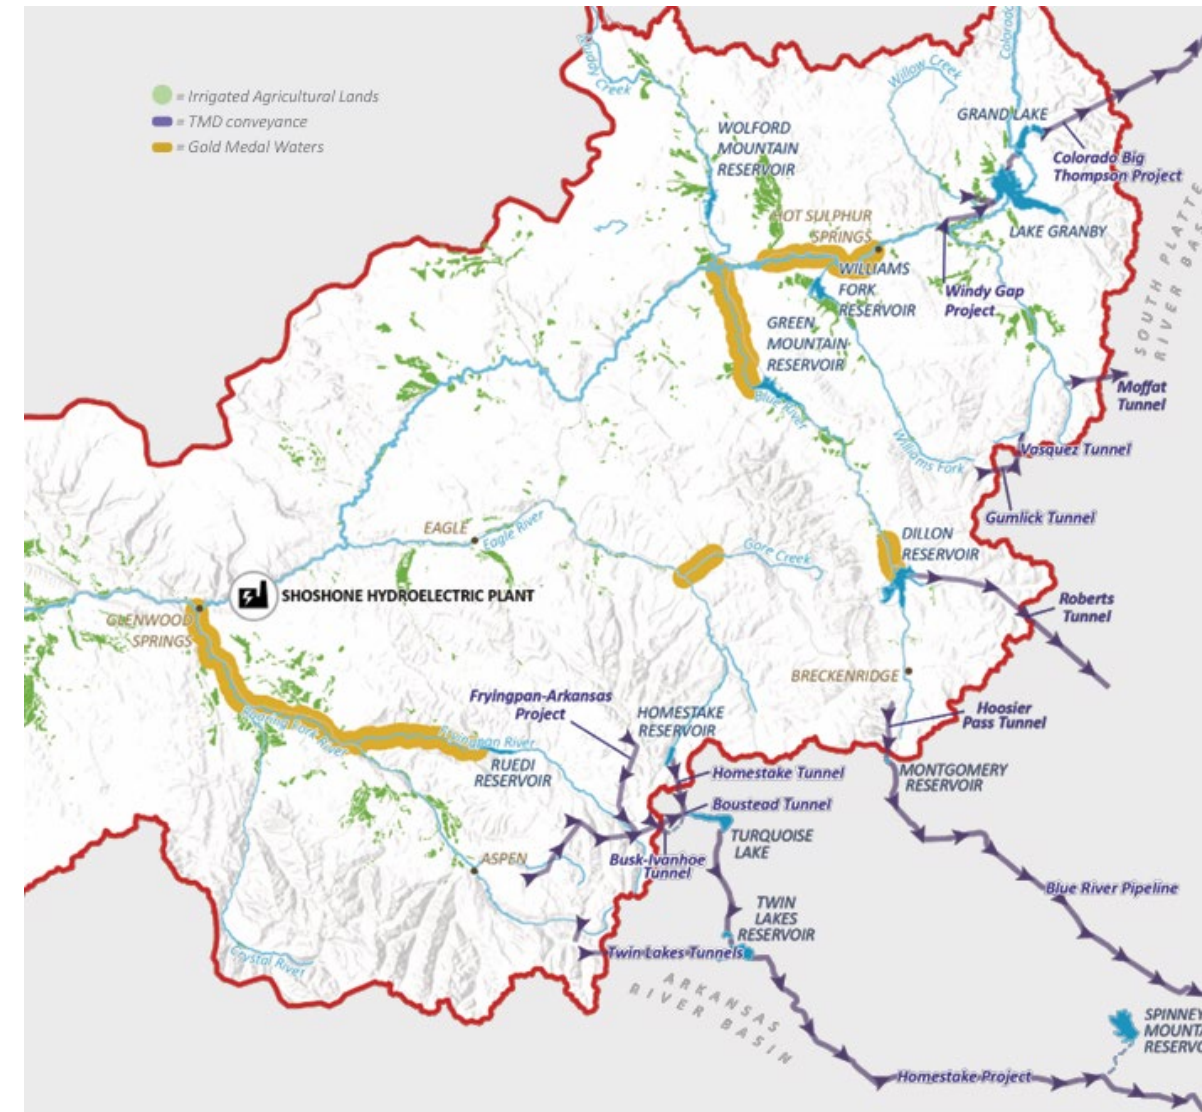 = Irrigated Agricultural Lands
= TMD conveyance
= Gold Medal Waters
Muddy Creek
WOLFORD
MOUNTAIN
RESERVOIR
Willow Creek
Colorado
GRAND LAKE
Colorado Big
Thompson Project
LAKE GRANBY
SOUTH PLATTE
RIVER
HOT SULPHUR
SPRINGS
WILLIAMS
FORK
RESERVOIR
Windy Gap
Project
GREEN
MOUNTAIN
RESERVOIR
Blue River
Moffat
Tunnel
Williams Fork
Vasquez Tunnel
Gumlick Tunnel
EAGLE
Eagle River
Gore Creek
DILLON
RESERVOIR
SHOSHONE HYDROELECTRIC PLANT
Roberts
Tunnel
GLENWOOD
SPRINGS
BRECKENRIDGE
Fryingpan-Arkansas
Project
HOMESTAKE
RESERVOIR
Hoosier
Pass Tunnel
Roaring Fork River
Fryingpan River
RUEDI
RESERVOIR
Homestake Tunnel
MONTGOMERY
RESERVOIR
Boustead Tunnel
TURQUOISE
LAKE
Busk-Ivanhoe
Tunnel
ASPEN
Blue River Pipeline
TWIN
LAKES
RESERVOIR
Crystal River
Twin Lakes Tunnels
ARKANSAS
RIVER BASIN
SPINNEY
MOUNTA
RESERVO
Homestake Project